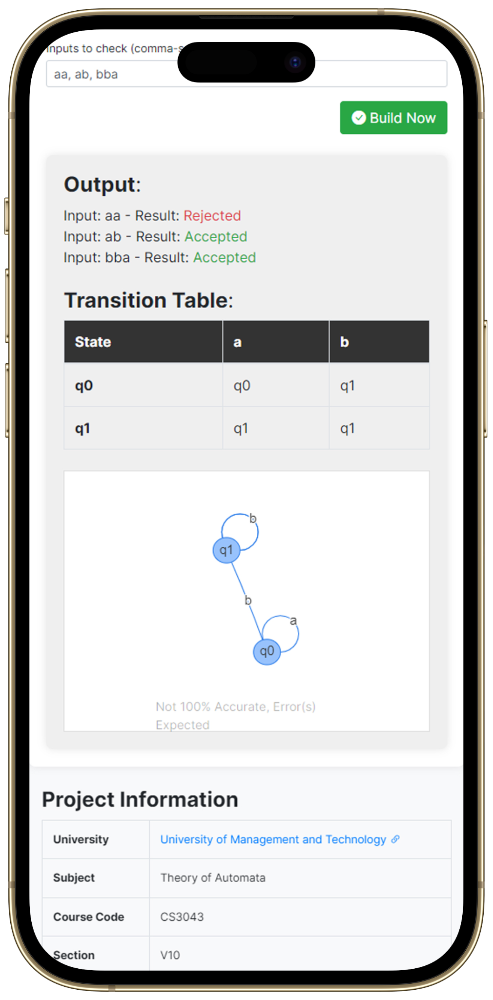 Inputs to check (comma-s
aa, ab, bba
Build Now
Output:
Input: aa - Result: Rejected
Input: ab - Result: Accepted
Input: bba - Result: Accepted
Transition Table:
State a b
q0 q0 q1
q1 q1 q1
b
q1
b
a
q0
Not 100% Accurate, Error(s)
Expected
Project Information
University University of Management and Technology
Subject Theory of Automata
Course Code CS3043
Section V10